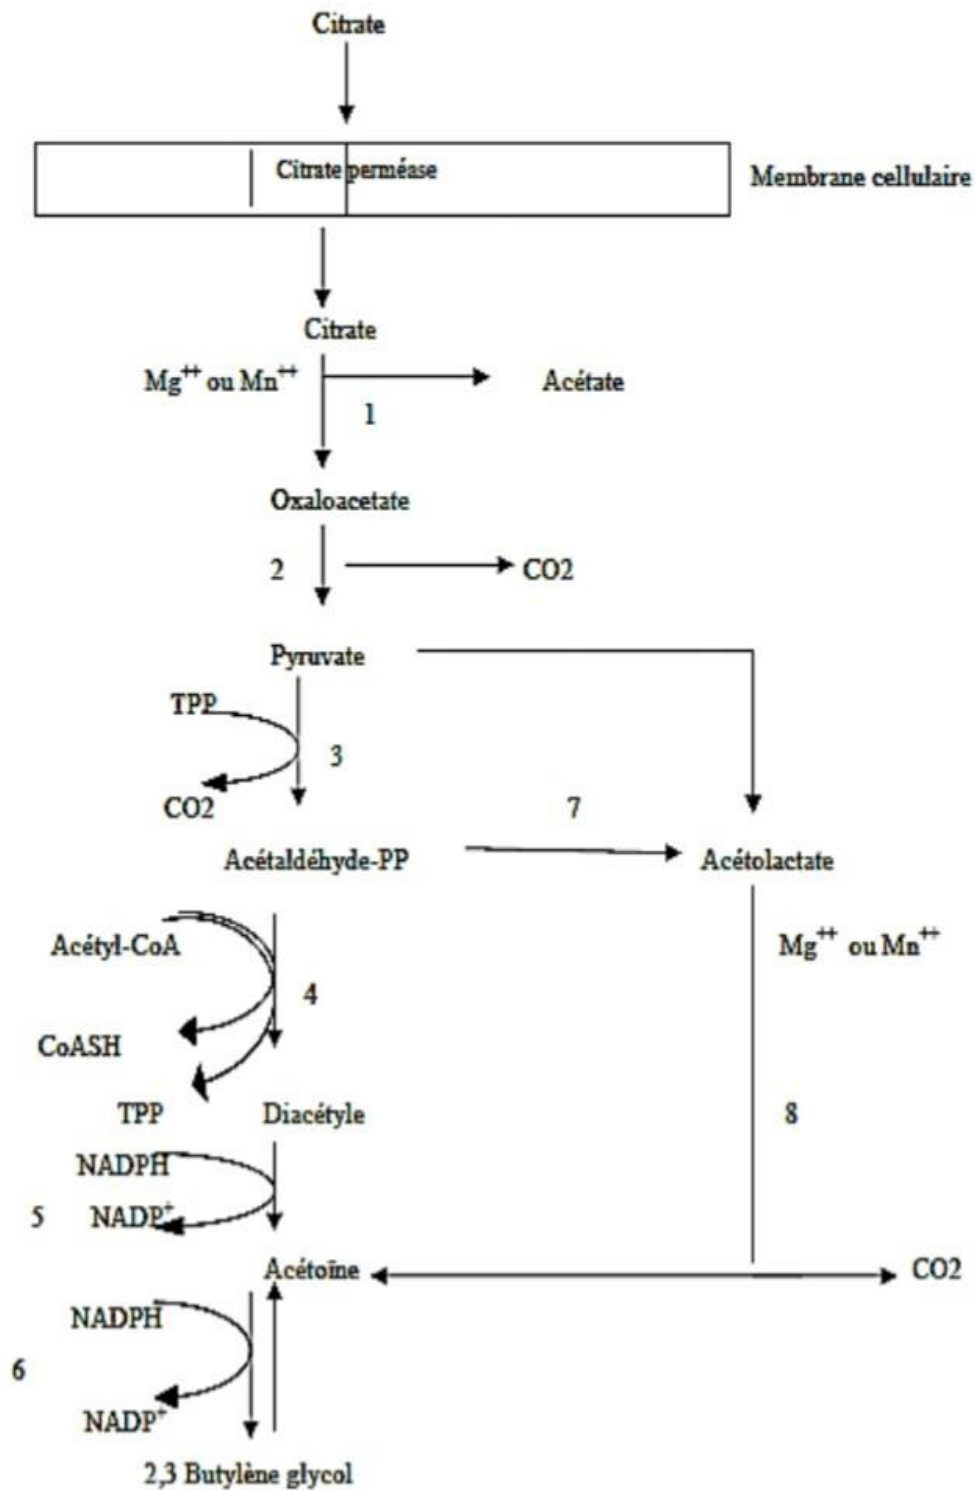 Citrate
Citrate perméase
Membrane cellulaire
Citrate
Mg++ ou Mn++
Acétate
1
Oxaloacetate
2
CO2
Pyruvate
TPP
3
CO2
7
Acétaldéhyde-PP
Acétolactate
Acétyl-CoA
Mg++ ou Mn++
4
CoASH
TPP
Diacétyle
8
NADPH
5
NADP+
Acétoïne
CO2
NADPH
6
NADP+
2,3 Butylène glycol